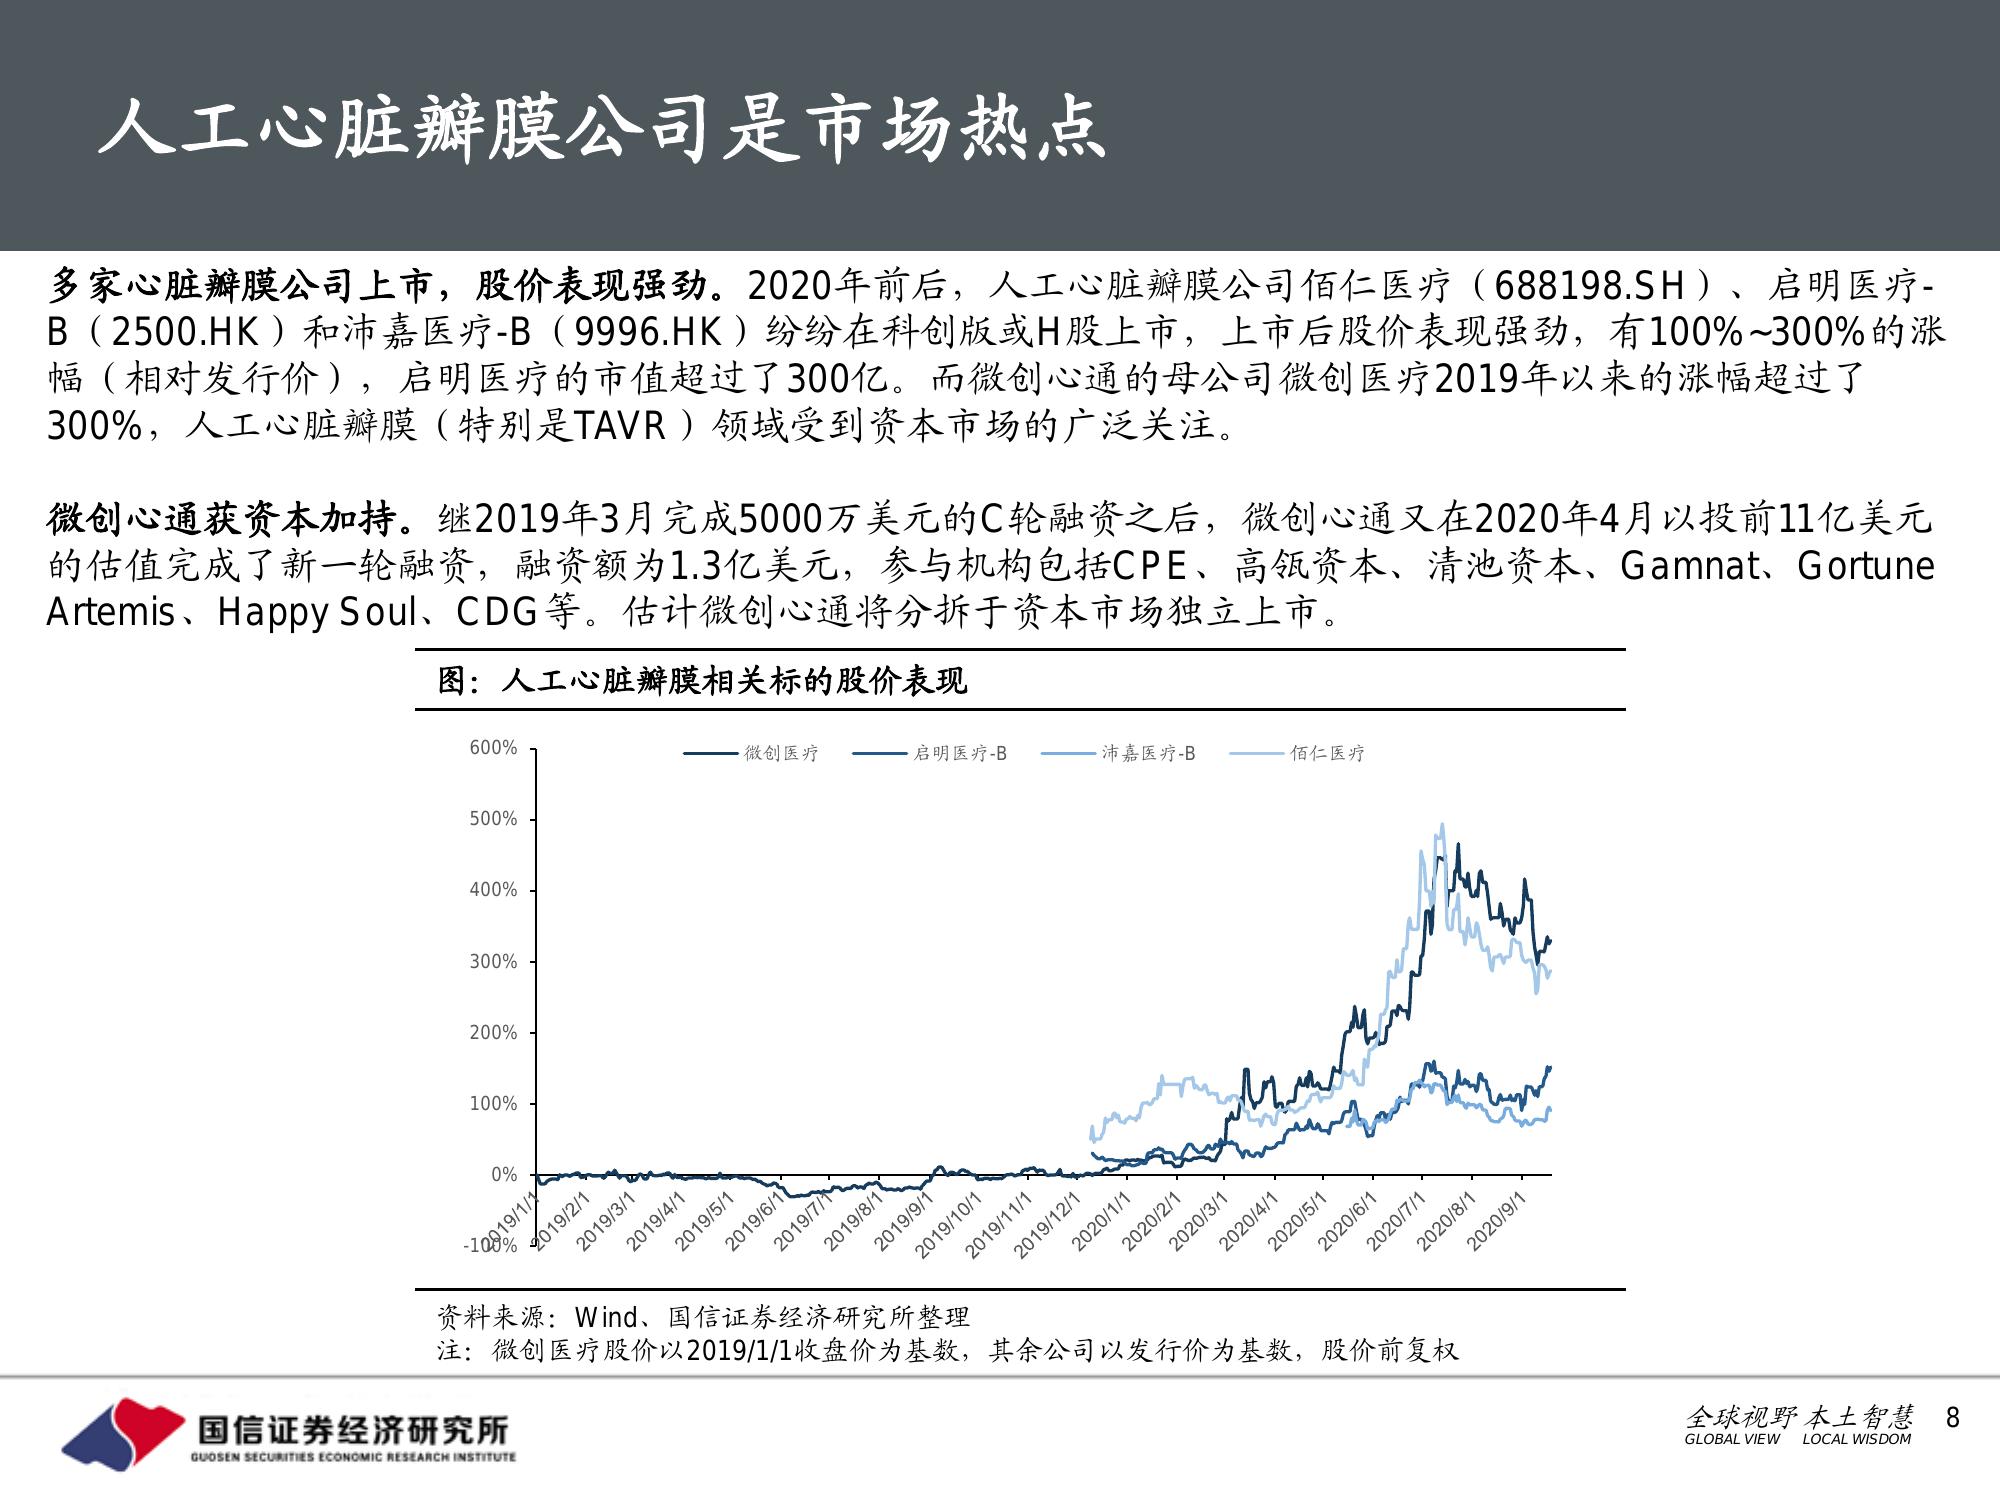 人工心脏瓣膜公司是市场热点
多家心脏瓣膜公司上市，股价表现强劲。2020年前后，人工心脏瓣膜公司佰仁医疗（688198.SH）、启明医疗-
B（2500.HK）和沛嘉医疗-B（9996.HK）纷纷在科创版或H股上市，上市后股价表现强劲，有100%~300%的涨
幅（相对发行价），启明医疗的市值超过了300亿。而微创心通的母公司微创医疗2019年以来的涨幅超过了
300%，人工心脏瓣膜（特别是TAVR）领域受到资本市场的广泛关注。
微创心通获资本加持。继2019年3月完成5000万美元的C轮融资之后，微创心通又在2020年4月以投前11亿美元
的估值完成了新一轮融资，融资额为1.3亿美元，参与机构包括CPE、高瓴资本、清池资本、Gamnat、Gortune
Artemis、Happy Soul、CDG等。估计微创心通将分拆于资本市场独立上市。
图：人工心脏瓣膜相关标的股价表现
微创医疗 启明医疗-B 沛嘉医疗-B 佰仁医疗
600%
500%
400%
300%
200%
100%
0%
-100%
2019/1/1 2019/2/1 2019/3/1 2019/4/1 2019/5/1 2019/6/1 2019/7/1 2019/8/1 2019/9/1 2019/10/1 2019/11/1 2019/12/1 2020/1/1 2020/2/1 2020/3/1 2020/4/1 2020/5/1 2020/6/1 2020/7/1 2020/8/1 2020/9/1
资料来源：Wind、国信证券经济研究所整理
注：微创医疗股价以2019/1/1收盘价为基数，其余公司以发行价为基数，股价前复权
国信证券经济研究所
GUOSEN SECURITIES ECONOMIC RESEARCH INSTITUTE
全球视野 本土智慧 8
GLOBAL VIEW LOCAL WISDOM